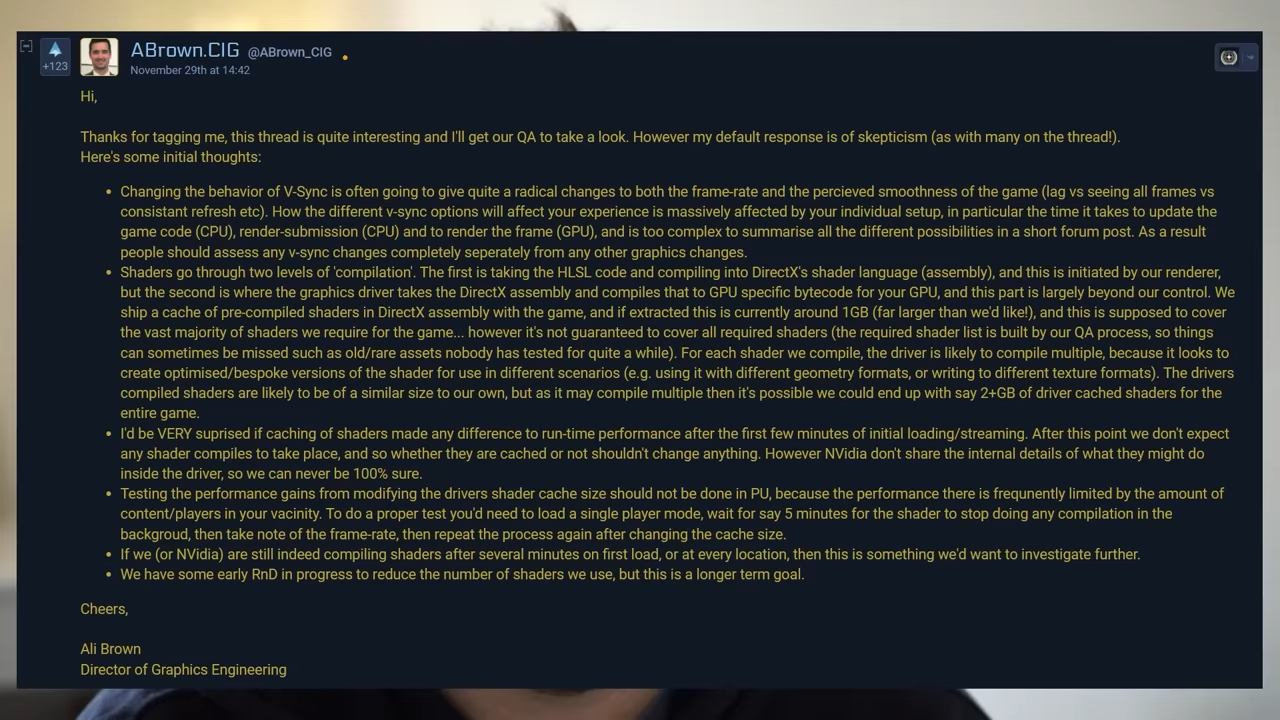 ABrown.CIG @ABrown_CIG
+123
November 29th at 14:42
Hi,
Thanks for tagging me, this thread is quite interesting and I'll get our QA to take a look. However my default response is of skepticism (as with many on the thread!).
Here's some initial thoughts:
• Changing the behavior of V-Sync is often going to give quite a radical changes to both the frame-rate and the percieved smoothness of the game (lag vs seeing all frames vs
consistant refresh etc). How the different v-sync options will affect your experience is massively affected by your individual setup, in particular the time it takes to update the
game code (CPU), render-submission (CPU) and to render the frame (GPU), and is too complex to summarise all the different possibilities in a short forum post. As a result
people should assess any v-sync changes completely seperately from any other graphics changes.
• Shaders go through two levels of 'compilation'. The first is taking the HLSL code and compiling into DirectX's shader language (assembly), and this is initiated by our renderer,
but the second is where the graphics driver takes the DirectX assembly and compiles that to GPU specific bytecode for your GPU, and this part is largely beyond our control. We
ship a cache of pre-compiled shaders in DirectX assembly with the game, and if extracted this is currently around 1GB (far larger than we'd like!), and this is supposed to cover
the vast majority of shaders we require for the game... however it's not guaranteed to cover all required shaders (the required shader list is built by our QA process, so things
can sometimes be missed such as old/rare assets nobody has tested for quite a while). For each shader we compile, the driver is likely to compile multiple, because it looks to
create optimised/bespoke versions of the shader for use in different scenarios (e.g. using it with different geometry formats, or writing to different texture formats). The drivers
compiled shaders are likely to be of a similar size to our own, but as it may compile multiple then it's possible we could end up with say 2+GB of driver cached shaders for the
entire game.
• I'd be VERY suprised if caching of shaders made any difference to run-time performance after the first few minutes of initial loading/streaming. After this point we don't expect
any shader compiles to take place, and so whether they are cached or not shouldn't change anything. However NVidia don't share the internal details of what they might do
inside the driver, so we can never be 100% sure.
• Testing the performance gains from modifying the drivers shader cache size should not be done in PU, because the performance there is frequnently limited by the amount of
content/players in your vacinity. To do a proper test you'd need to load a single player mode, wait for say 5 minutes for the shader to stop doing any compilation in the
backgroud, then take note of the frame-rate, then repeat the process again after changing the cache size.
• If we (or NVidia) are still indeed compiling shaders after several minutes on first load, or at every location, then this is something we'd want to investigate further.
• We have some early RnD in progress to reduce the number of shaders we use, but this is a longer term goal.
Cheers,
Ali Brown
Director of Graphics Engineering